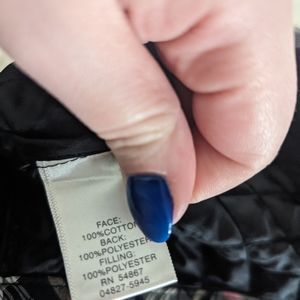 FACE:
100%COTTON
BACK:
100%POLYESTER
FILLING:
100%POLYESTER
RN 54867
04827-5945